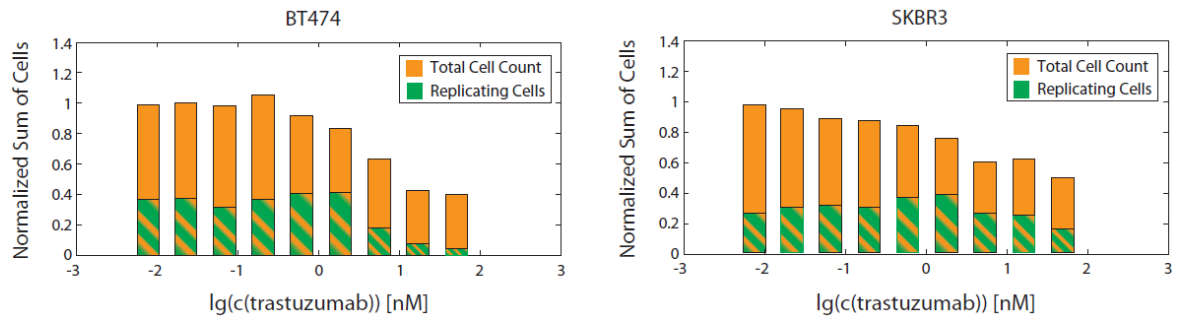 BT474
Normalized Sum of Cells
1.4
1.2
1
0.8
0.6
0.4
0.2
0
Total Cell Count
Replicating Cells
-3 -2 -1 0 1 2 3
lg(c(trastuzumab)) [nM]
SKBR3
Normalized Sum of Cells
1.4
1.2
1
0.8
0.6
0.4
0.2
0
Total Cell Count
Replicating Cells
-3 -2 -1 0 1 2 3
lg(c(trastuzumab)) [nM]